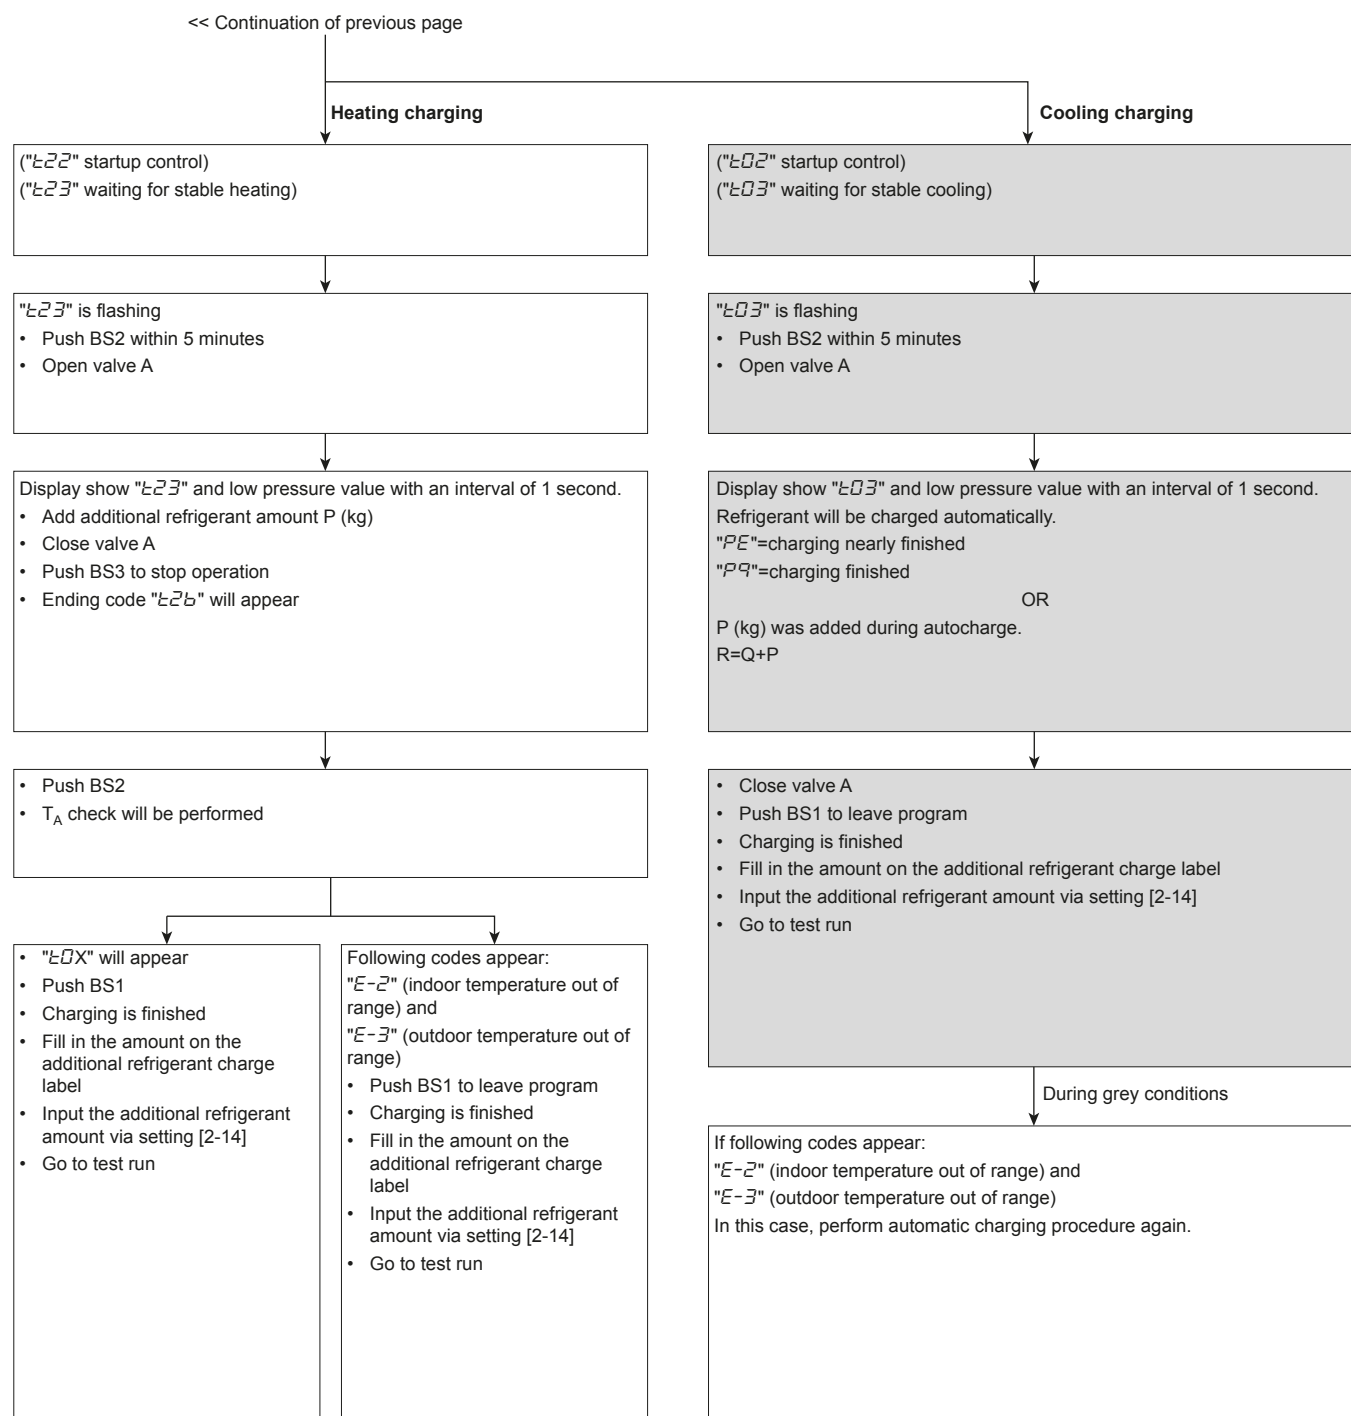 << Continuation of previous page
Heating charging
("t22" startup control)
("t23" waiting for stable heating)
"t23" is flashing
• Push BS2 within 5 minutes
• Open valve A
Display show "t23" and low pressure value with an interval of 1 second.
• Add additional refrigerant amount P (kg)
• Close valve A
• Push BS3 to stop operation
• Ending code "t26" will appear
• Push BS2
• TA check will be performed
• "t0X" will appear
• Push BS1
• Charging is finished
• Fill in the amount on the
additional refrigerant charge
label
• Input the additional refrigerant
amount via setting [2-14]
• Go to test run
Following codes appear:
"E-2" (indoor temperature out of
range) and
"E-3" (outdoor temperature out of
range)
• Push BS1 to leave program
• Charging is finished
• Fill in the amount on the
additional refrigerant charge
label
• Input the additional refrigerant
amount via setting [2-14]
• Go to test run
Cooling charging
("t02" startup control)
("t03" waiting for stable cooling)
"t03" is flashing
• Push BS2 within 5 minutes
• Open valve A
Display show "t03" and low pressure value with an interval of 1 second.
Refrigerant will be charged automatically.
"PE"=charging nearly finished
"P9"=charging finished
OR
P (kg) was added during autocharge.
R=Q+P
• Close valve A
• Push BS1 to leave program
• Charging is finished
• Fill in the amount on the additional refrigerant charge label
• Input the additional refrigerant amount via setting [2-14]
• Go to test run
During grey conditions
If following codes appear:
"E-2" (indoor temperature out of range) and
"E-3" (outdoor temperature out of range)
In this case, perform automatic charging procedure again.